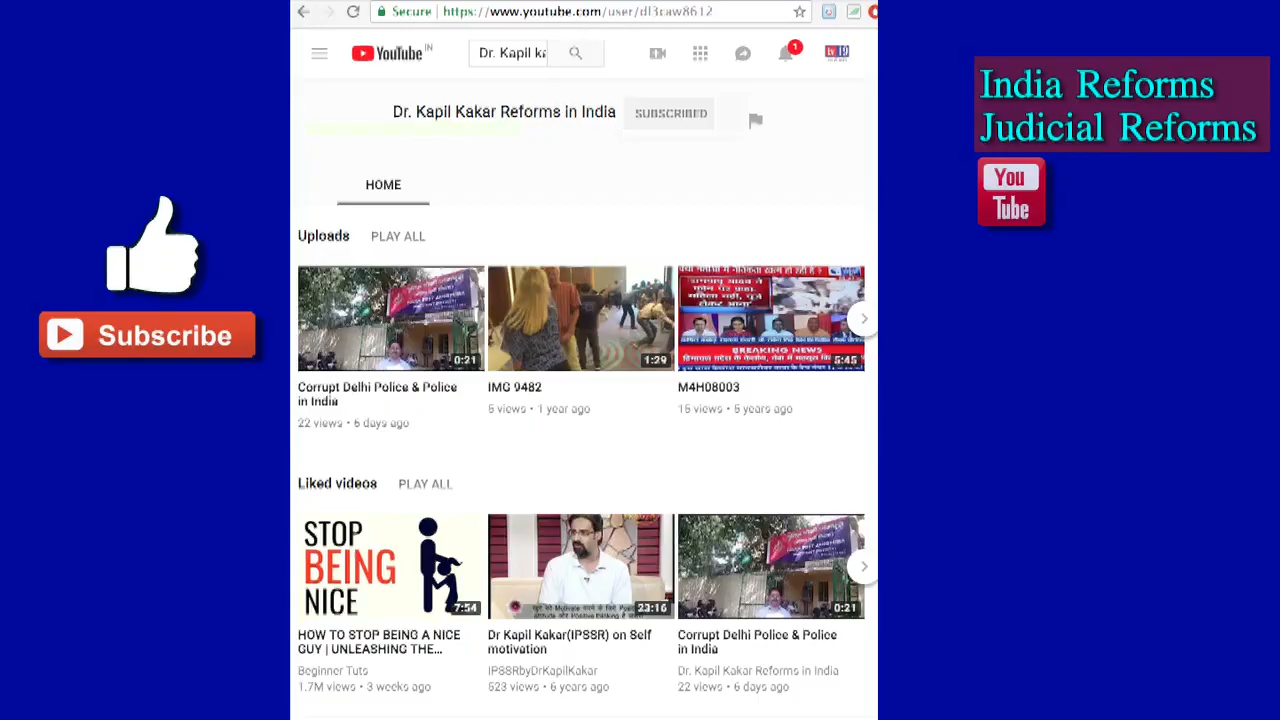 Secure https://www.youtube.com/user/dl3caw8612
YouTube IN
Dr. Kapil ka
1
Dr. Kapil Kakar Reforms in India
SUBSCRIBED
HOME
Uploads PLAY ALL
0:21
1:29
BREAKING NEWS
5:45
Corrupt Delhi Police & Police
in India
22 views • 6 days ago
IMG 9482
5 views • 1 year ago
M4H08003
15 views • 5 years ago
Liked videos PLAY ALL
STOP
BEING
NICE
7:54
23:16
0:21
HOW TO STOP BEING A NICE
GUY | UNLEASHING THE...
Beginner Tuts
1.7M views • 3 weeks ago
Dr Kapil Kakar(IPSSR) on Self
motivation
IPSSRbyDrKapilKakar
523 views • 6 years ago
Corrupt Delhi Police & Police
in India
Dr. Kapil Kakar Reforms in India
22 views • 6 days ago
Subscribe
India Reforms
Judicial Reforms
You
Tube